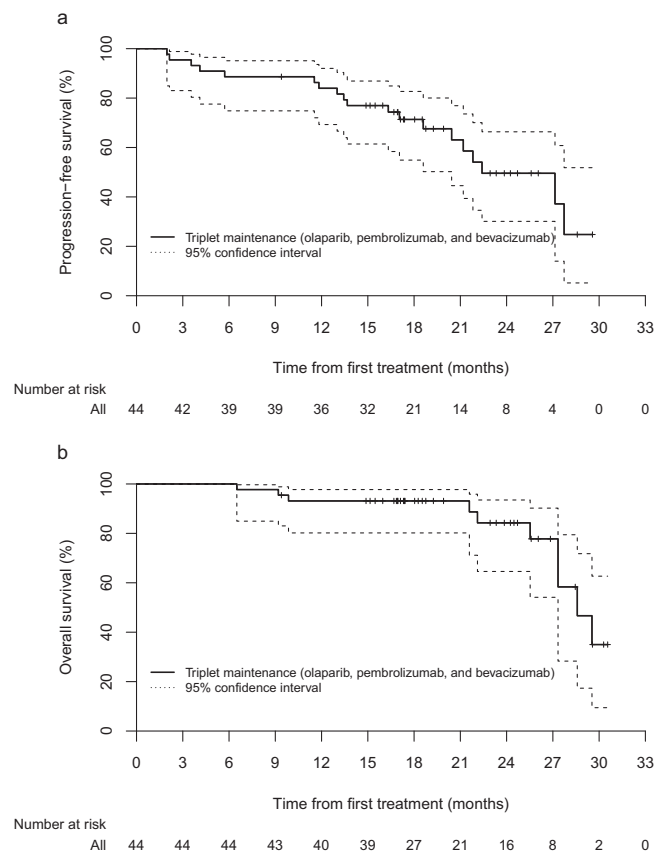 a
Progression−free survival (%)
100
80
60
40
20
0
Triplet maintenance (olaparib, pembrolizumab, and bevacizumab)
95% confidence interval
0 3 6 9 12 15 18 21 24 27 30 33
Time from first treatment (months)
Number at risk
All 44 42 39 39 36 32 21 14 8 4 0 0
b
Overall survival (%)
100
80
60
40
20
0
Triplet maintenance (olaparib, pembrolizumab, and bevacizumab)
95% confidence interval
0 3 6 9 12 15 18 21 24 27 30 33
Time from first treatment (months)
Number at risk
All 44 44 44 43 40 39 27 21 16 8 2 0